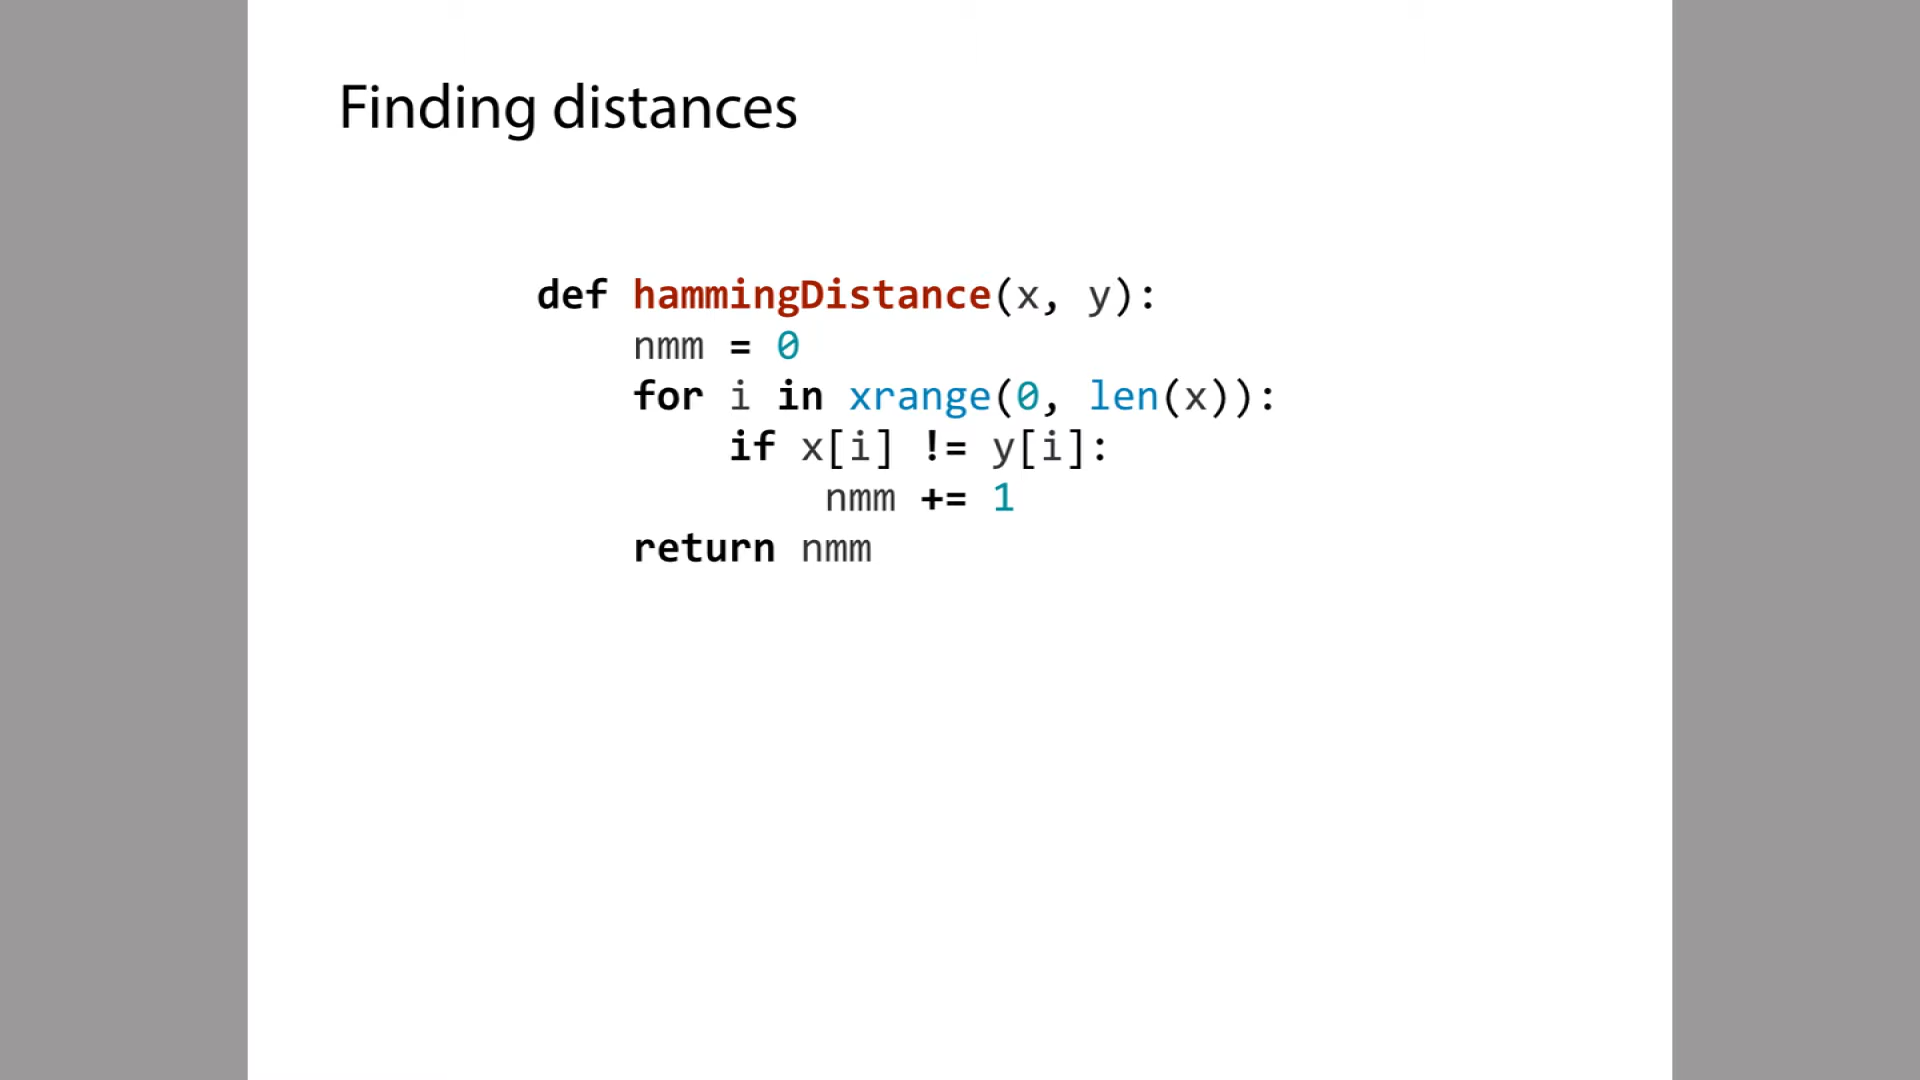 Finding distances
def hammingDistance(x, y):
    nmm = 0
    for i in xrange(0, len(x)):
        if x[i] != y[i]:
            nmm += 1
    return nmm